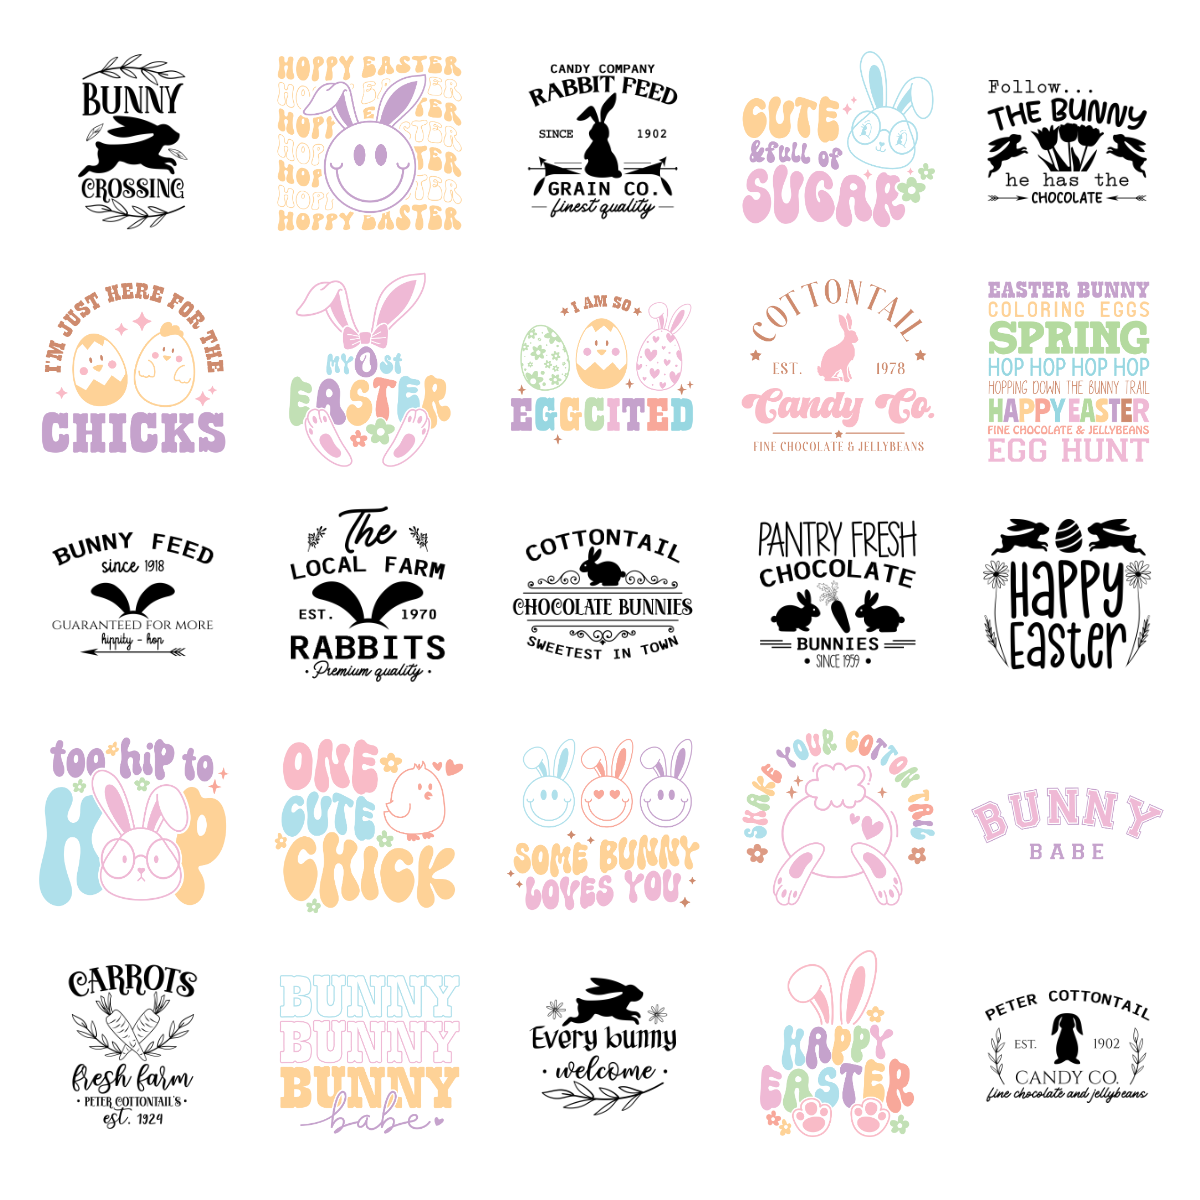 BUNNY
CROSSING
HOPPY EASTER
HOPPY EASTER
HOPPY EASTER
HOPPY EASTER
HOPPY EASTER
HOPPY EASTER
HOPPY EASTER
CANDY COMPANY
RABBIT FEED
SINCE 1902
GRAIN CO.
finest quality
CUTE
&full of
SUGAR
Follow...
THE BUNNY
he has the
CHOCOLATE
I'M JUST HERE FOR THE
CHICKS
MY 1st
EASTER
I AM SO
EGGCITED
COTTONTAIL
EST. 1978
Candy Co.
FINE CHOCOLATE & JELLYBEANS
EASTER BUNNY
COLORING EGGS
SPRING
HOP HOP HOP HOP
HOPPING DOWN THE BUNNY TRAIL
HAPPY EASTER
FINE CHOCOLATE & JELLYBEANS
EGG HUNT
BUNNY FEED
since 1918
GUARANTEED FOR MORE
hippity - hop
The
LOCAL FARM
EST. 1970
RABBITS
• Premium quality •
COTTONTAIL
CHOCOLATE BUNNIES
SWEETEST IN TOWN
PANTRY FRESH
CHOCOLATE
BUNNIES
• SINCE 1959 •
Happy
Easter
too hip to
HOP
ONE
CUTE
CHICK
SOME BUNNY
LOVES YOU
SHAKE YOUR COTTON TAIL
BUNNY
BABE
CARROTS
fresh farm
• PETER COTTONTAIL'S •
est. 1924
BUNNY
BUNNY
BUNNY
babe
Every bunny
• welcome •
HAPPY
EASTER
PETER COTTONTAIL
EST. 1902
CANDY CO.
fine chocolate and jellybeans